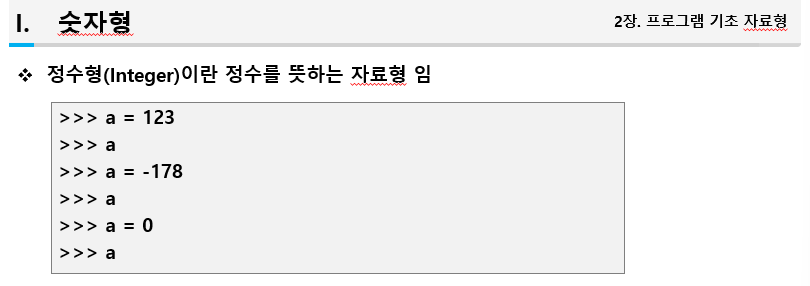 I. 숫자형
2장. 프로그램 기초 자료형
❖ 정수형(Integer)이란 정수를 뜻하는 자료형 임
>>> a = 123
>>> a
>>> a = -178
>>> a
>>> a = 0
>>> a